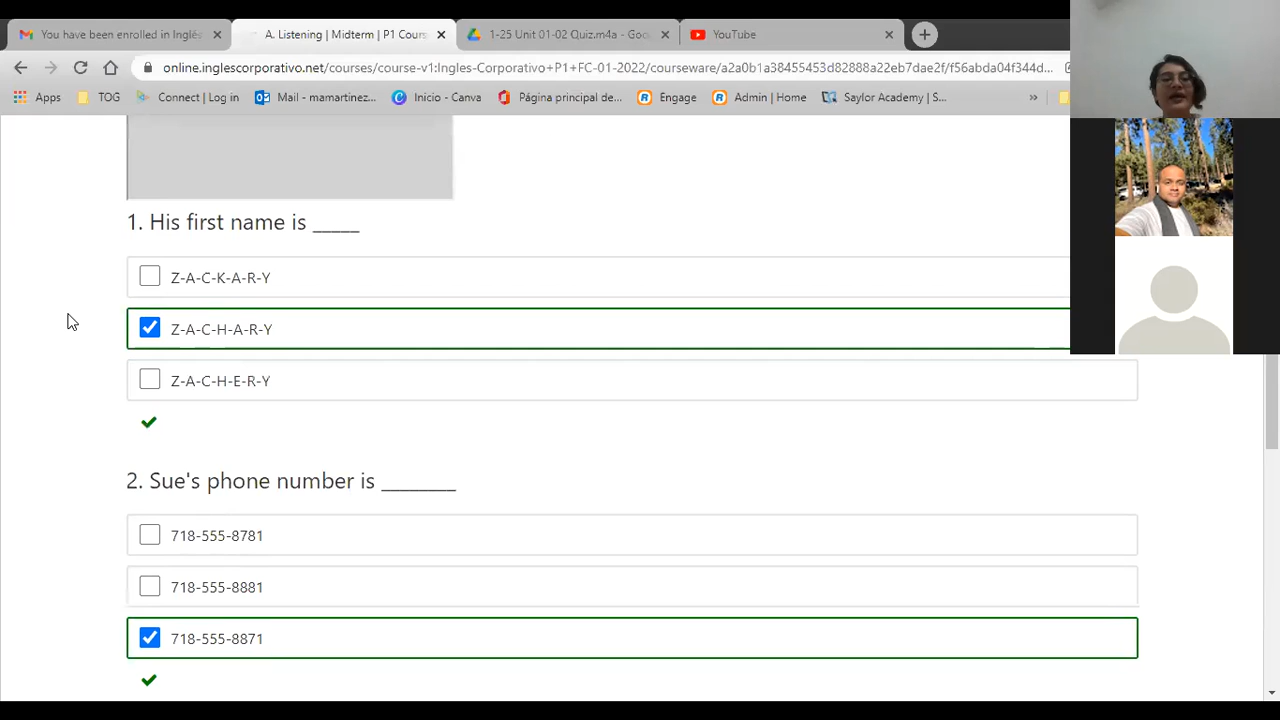 You have been enrolled in Inglés
A. Listening | Midterm | P1 Cours
1-25 Unit 01-02 Quiz.m4a - Goo
YouTube
online.inglescorporativo.net/courses/course-v1:Ingles-Corporativo+P1+FC-01-2022/courseware/a2a0b1a38455453d82888a22eb7dae2f/f56abda04f344d...
Apps
TOG
Connect | Log in
Mail - mamartinez...
Inicio - Canva
Página principal de...
Engage
Admin | Home
Saylor Academy | S...
»
1. His first name is _____
Z-A-C-K-A-R-Y
Z-A-C-H-A-R-Y
Z-A-C-H-E-R-Y
2. Sue's phone number is ________
718-555-8781
718-555-8881
718-555-8871